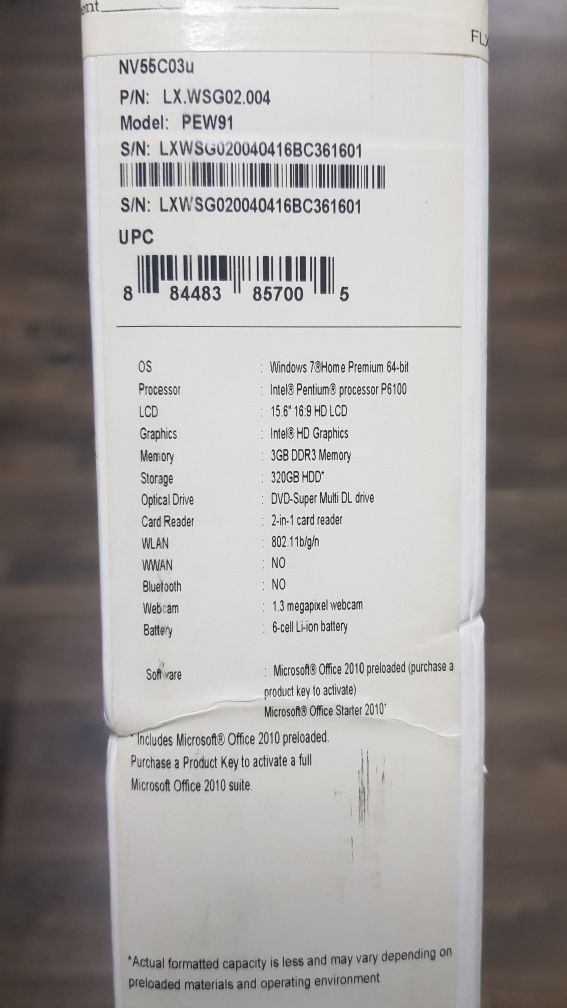 ent
FLX
NV55C03u
P/N: LX.WSG02.004
Model: PEW91
S/N: LXWSG020040416BC361601
S/N: LXWSG020040416BC361601
UPC
8 84483 85700 5
OS : Windows 7®Home Premium 64-bit
Processor : Intel® Pentium® processor P6100
LCD : 15.6" 16:9 HD LCD
Graphics : Intel® HD Graphics
Memory : 3GB DDR3 Memory
Storage : 320GB HDD*
Optical Drive : DVD-Super Multi DL drive
Card Reader : 2-in-1 card reader
WLAN : 802.11b/g/n
WWAN : NO
Bluetooth : NO
Webcam : 1.3 megapixel webcam
Battery : 6-cell Li-ion battery
Software : Microsoft® Office 2010 preloaded (purchase a
product key to activate)
Microsoft® Office Starter 2010*
* Includes Microsoft® Office 2010 preloaded.
Purchase a Product Key to activate a full
Microsoft Office 2010 suite.
*Actual formatted capacity is less and may vary depending on
preloaded materials and operating environment